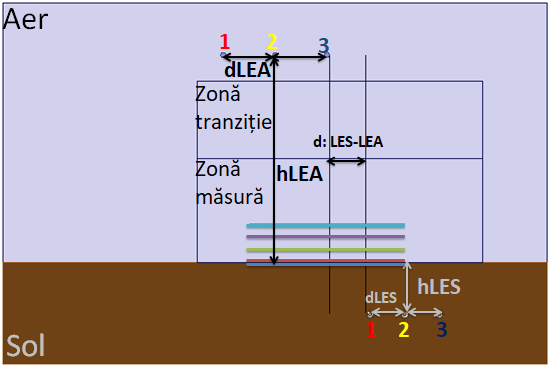 Aer
1 2 3
dLEA
Zonă
tranziție
d: LES-LEA
Zonă
măsură
hLEA
hLES
dLES
1 2 3
Sol